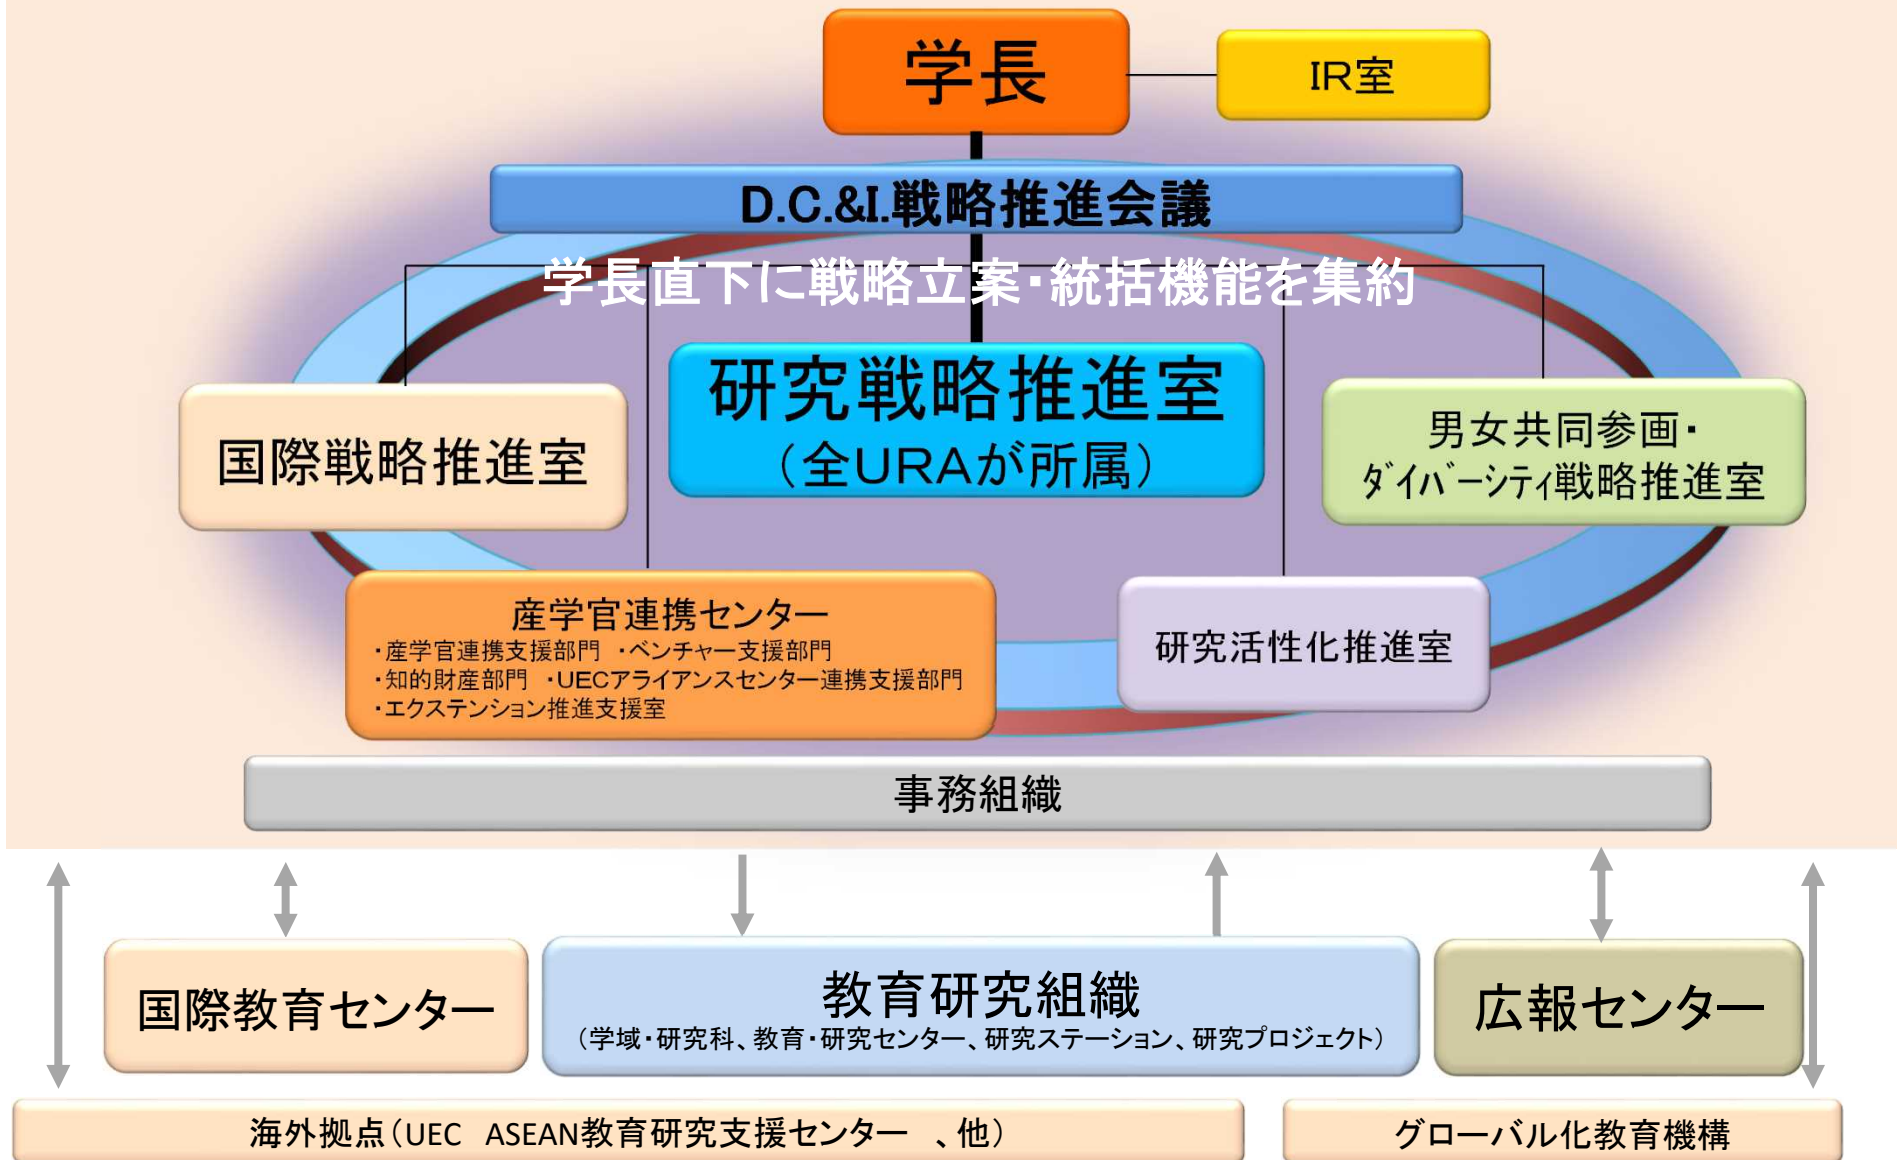 学長
IR室
D.C.&I.戦略推進会議
学長直下に戦略立案・統括機能を集約
研究戦略推進室
（全URAが所属）
国際戦略推進室
男女共同参画・
ﾀﾞｲﾊﾞｰｼティ戦略推進室
産学官連携センター
・産学官連携支援部門 ・ベンチャー支援部門
・知的財産部門 ・UECアライアンスセンター連携支援部門
・エクステンション推進支援室
研究活性化推進室
事務組織
国際教育センター
教育研究組織
（学域・研究科、教育・研究センター、研究ステーション、研究プロジェクト）
広報センター
海外拠点（UEC ASEAN教育研究支援センター 、他）
グローバル化教育機構